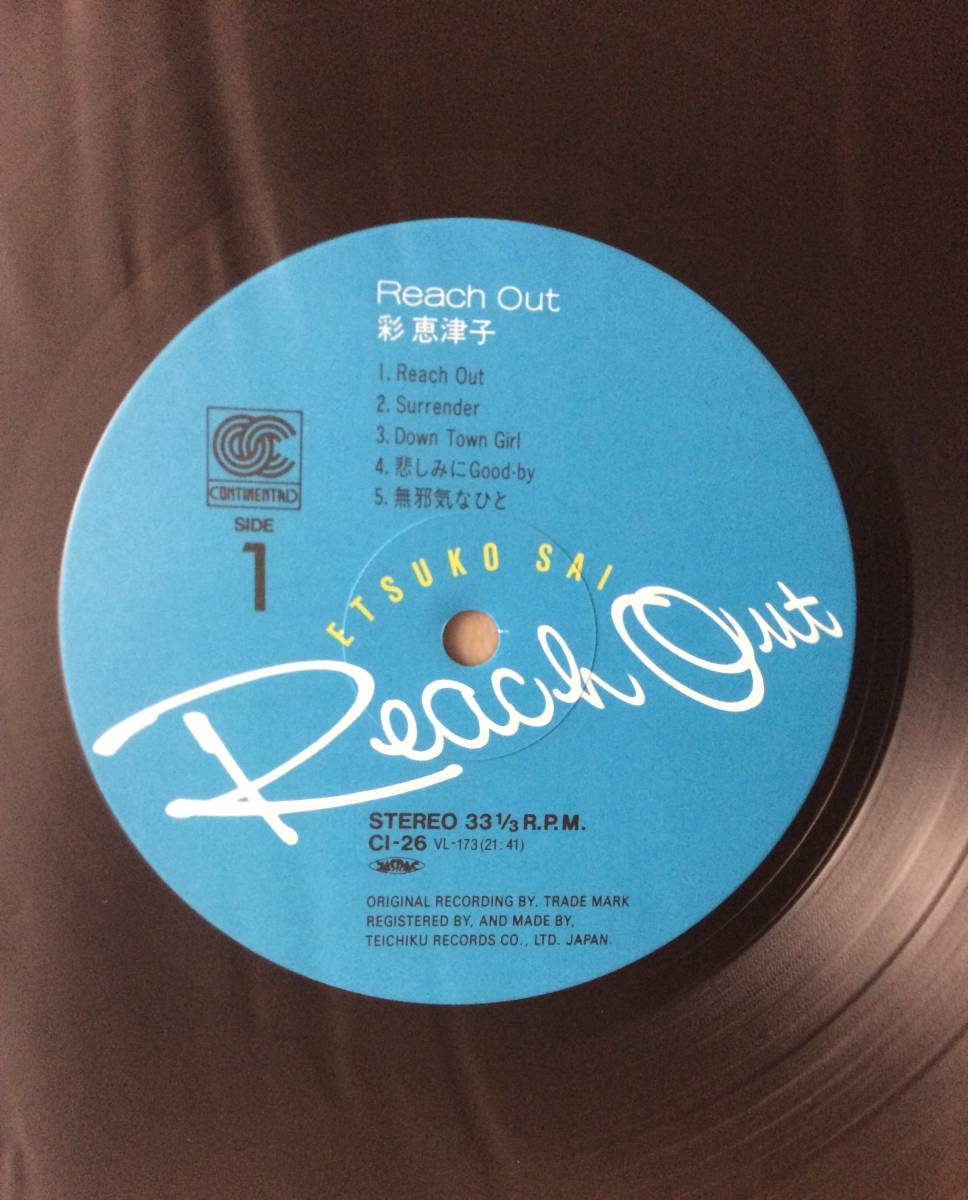 Reach Out
彩 恵津子
1. Reach Out
2. Surrender
3. Down Town Girl
4. 悲しみにGood-by
5. 無邪気なひと
CONTINENTAL
SIDE
1
ETSUKO SAI
Reach Out
STEREO 33 1/3 R.P.M.
CI-26 VL-173(21:41)
JASRAC
ORIGINAL RECORDING BY, TRADE MARK
REGISTERED BY, AND MADE BY,
TEICHIKU RECORDS CO., LTD. JAPAN.